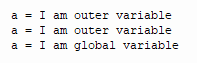 a = I am outer variable
a = I am outer variable
a = I am global variable